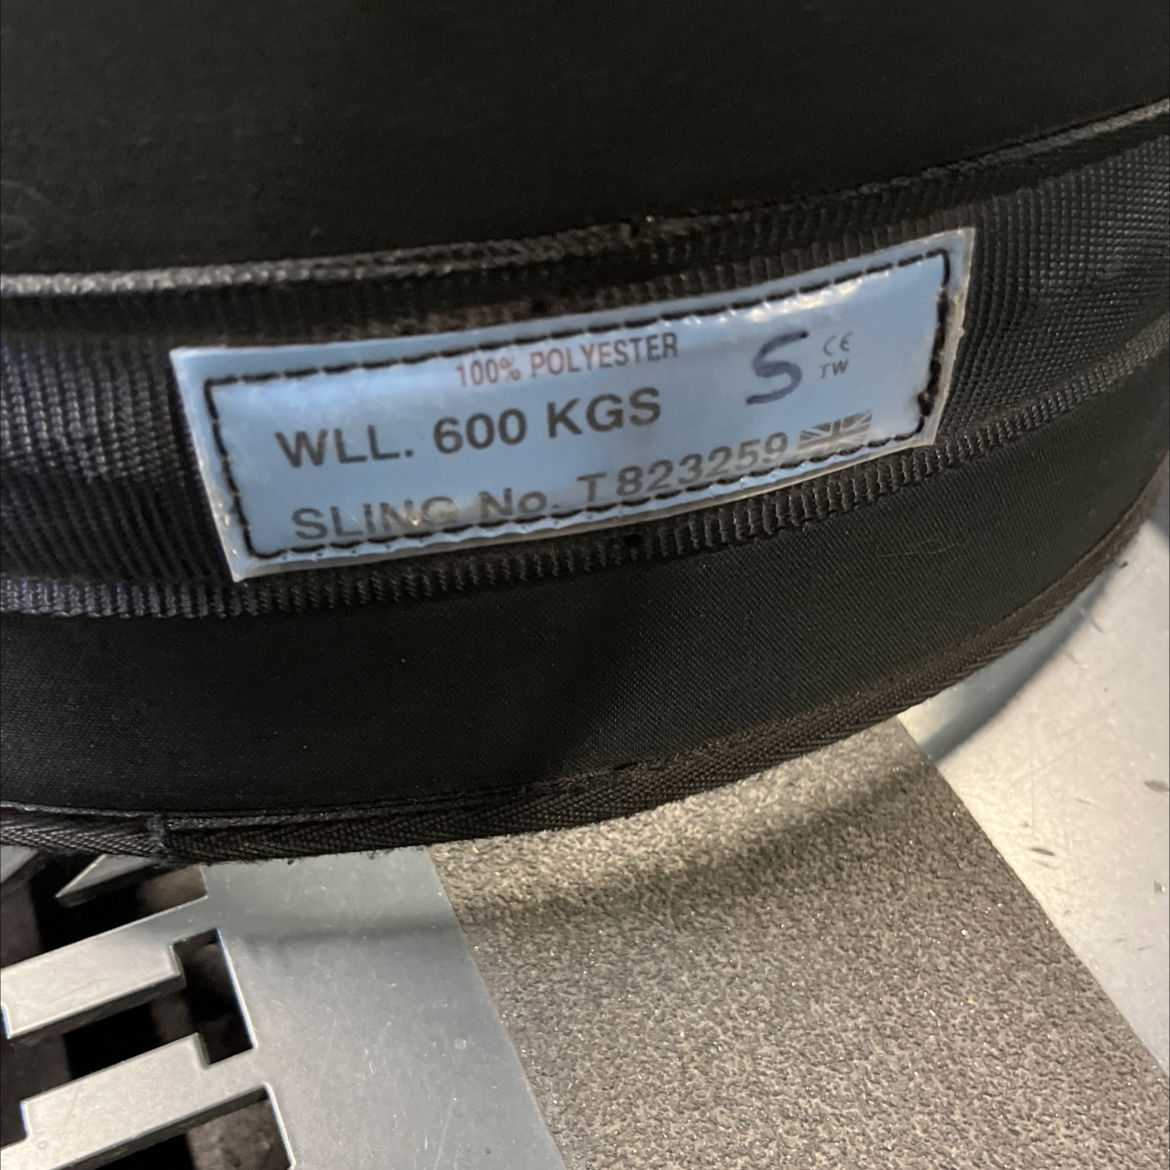 100% POLYESTER
WLL. 600 KGS
S
CE
TW
SLING No. T823259